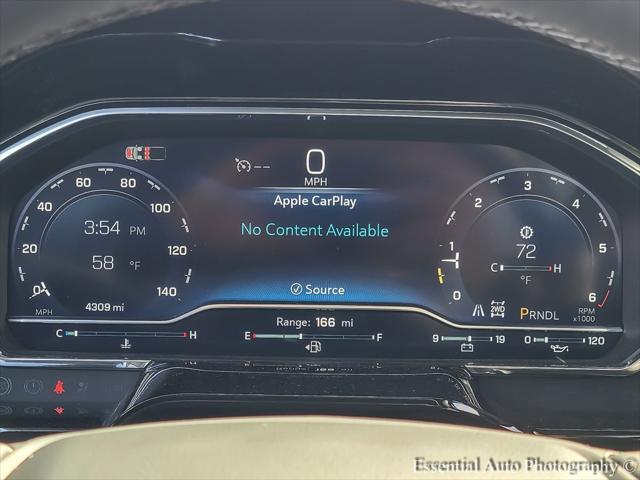 0
MPH
Apple CarPlay
No Content Available
Source
0 20 40 60 80 100 120 140
3:54 PM
58 °F
4309 mi
MPH
0 1 2 3 4 5 6
72
C H
°F
2WD
PRNDL
RPM
x1000
C H
Range: 166 mi
E F
9 19
0 120
Essential Auto Photography ©